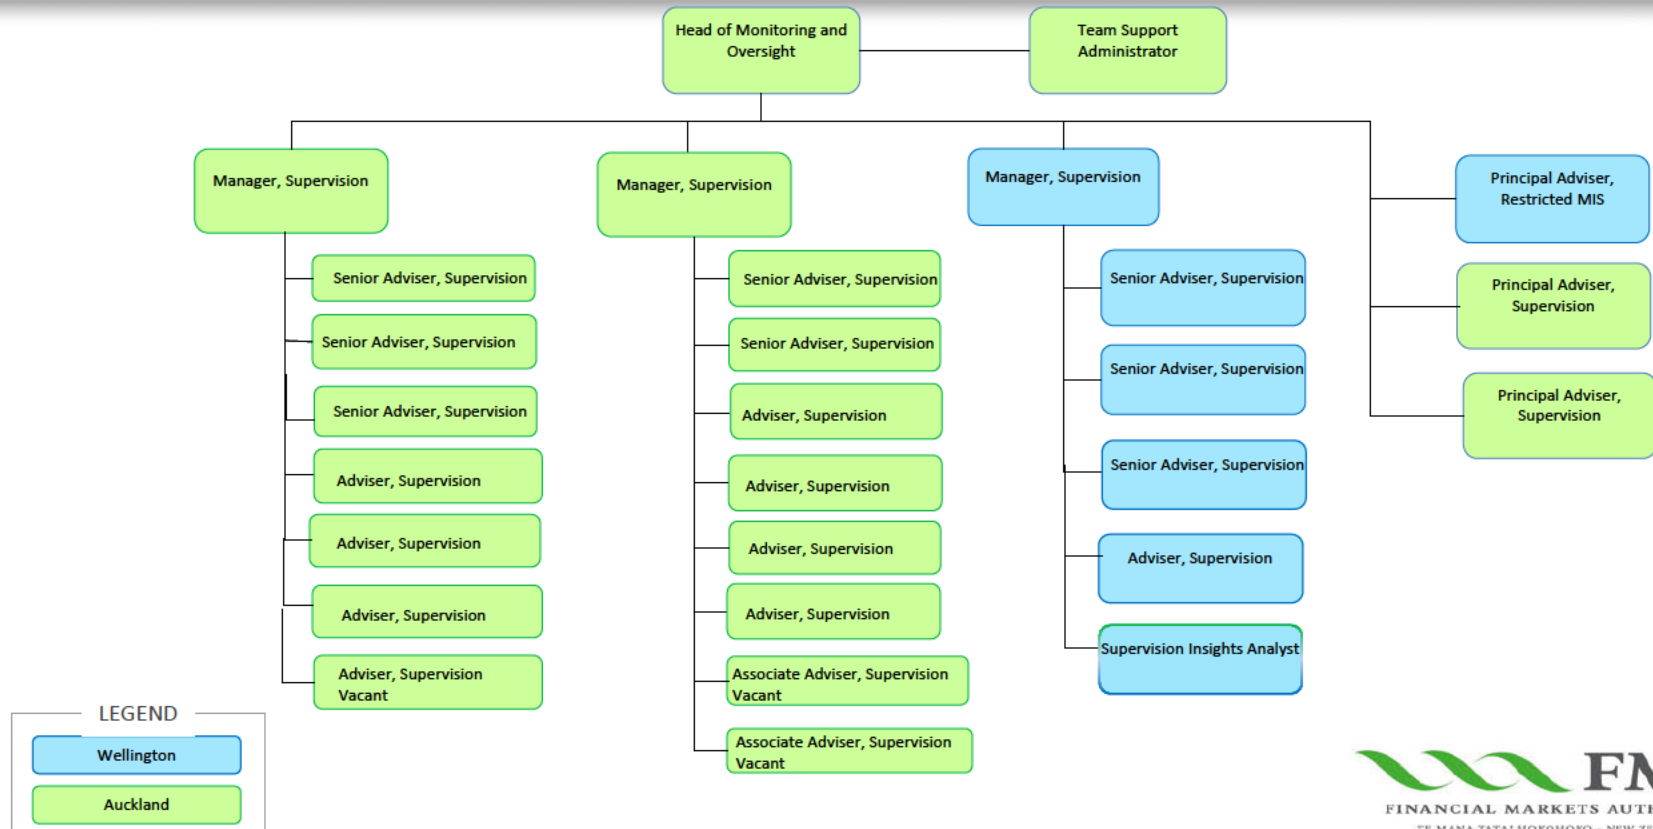 Head of Monitoring and
Oversight
Team Support
Administrator
Manager, Supervision
Senior Adviser, Supervision
Senior Adviser, Supervision
Senior Adviser, Supervision
Adviser, Supervision
Adviser, Supervision
Adviser, Supervision
Adviser, Supervision
Vacant
Manager, Supervision
Senior Adviser, Supervision
Senior Adviser, Supervision
Adviser, Supervision
Adviser, Supervision
Adviser, Supervision
Adviser, Supervision
Associate Adviser, Supervision
Vacant
Associate Adviser, Supervision
Vacant
Manager, Supervision
Senior Adviser, Supervision
Senior Adviser, Supervision
Senior Adviser, Supervision
Adviser, Supervision
Supervision Insights Analyst
Principal Adviser,
Restricted MIS
Principal Adviser,
Supervision
Principal Adviser,
Supervision
LEGEND
Wellington
Auckland
FINANCIAL MARKETS